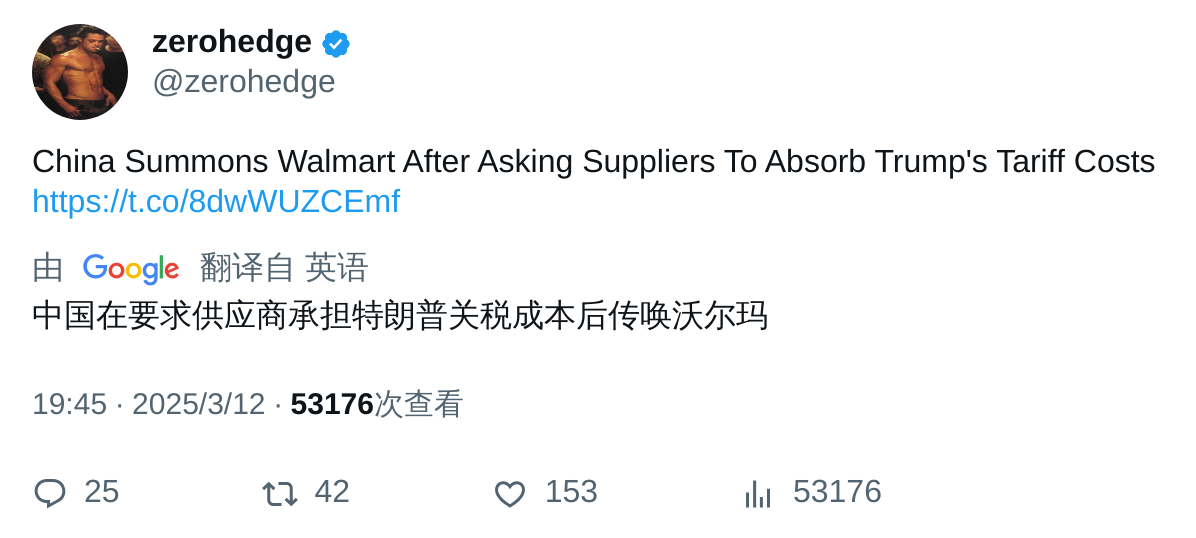 zerohedge
@zerohedge
China Summons Walmart After Asking Suppliers To Absorb Trump's Tariff Costs
https://t.co/8dwWUZCEmf
由 Google 翻译自 英语
中国在要求供应商承担特朗普关税成本后传唤沃尔玛
19:45 · 2025/3/12 · 53176次查看
25 42 153 53176